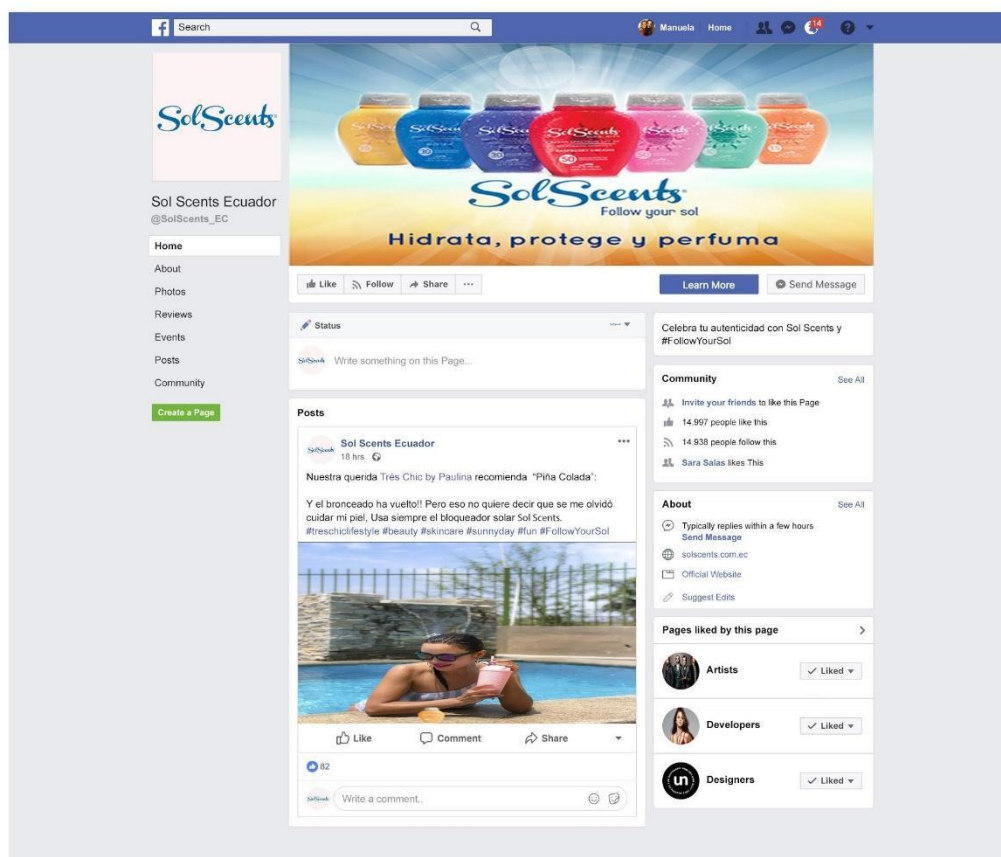 Search
Manuela
Home
14
SolScents
Sol Scents Ecuador
@SolScents_EC
Home
About
Photos
Reviews
Events
Posts
Community
Create a Page
30
30
50
SolScents
Follow your sol
Hidrata, protege y perfuma
Like
Follow
Share
Learn More
Send Message
Status
Write something on this Page...
Posts
Sol Scents Ecuador
18 hrs
Nuestra querida Très Chic by Paulina recomienda "Piña Colada":
Y el bronceado ha vuelto!! Pero eso no quiere decir que se me olvidó
cuidar mi piel, Usa siempre el bloqueador solar Sol Scents.
#treschiclifestyle #beauty #skincare #sunnyday #fun #FollowYourSol
Like
Comment
Share
82
Write a comment..
Celebra tu autenticidad con Sol Scents y
#FollowYourSol
Community
See All
Invite your friends to like this Page
14.997 people like this
14.938 people follow this
Sara Salas likes This
About
See All
Typically replies within a few hours
Send Message
solscents.com.ec
Official Website
Suggest Edits
Pages liked by this page
Artists
Liked
Developers
Liked
un
Designers
Liked